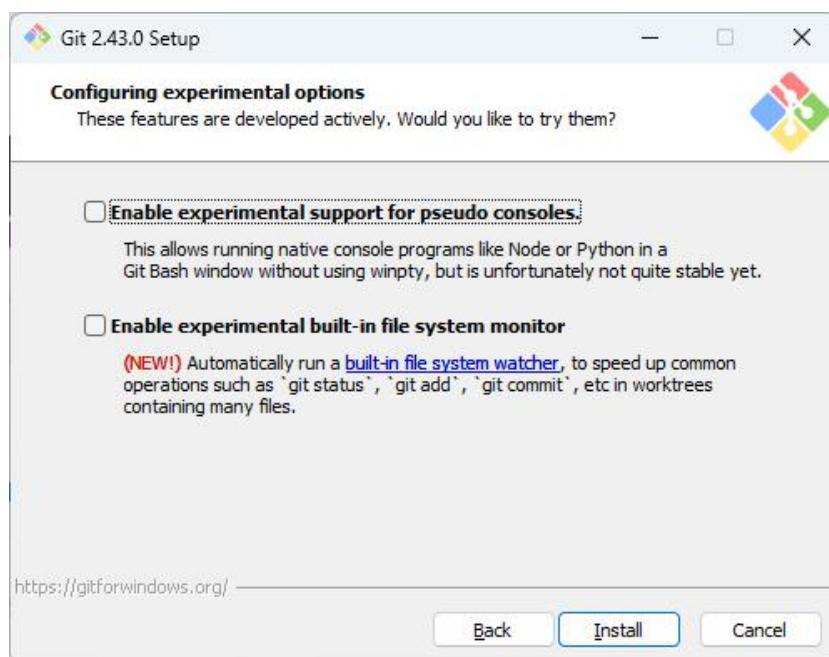 Git 2.43.0 Setup
Configuring experimental options
These features are developed actively. Would you like to try them?
Enable experimental support for pseudo consoles.
This allows running native console programs like Node or Python in a
Git Bash window without using winpty, but is unfortunately not quite stable yet.
Enable experimental built-in file system monitor
(NEW!) Automatically run a built-in file system watcher, to speed up common
operations such as `git status`, `git add`, `git commit`, etc in worktrees
containing many files.
https://gitforwindows.org/
Back
Install
Cancel